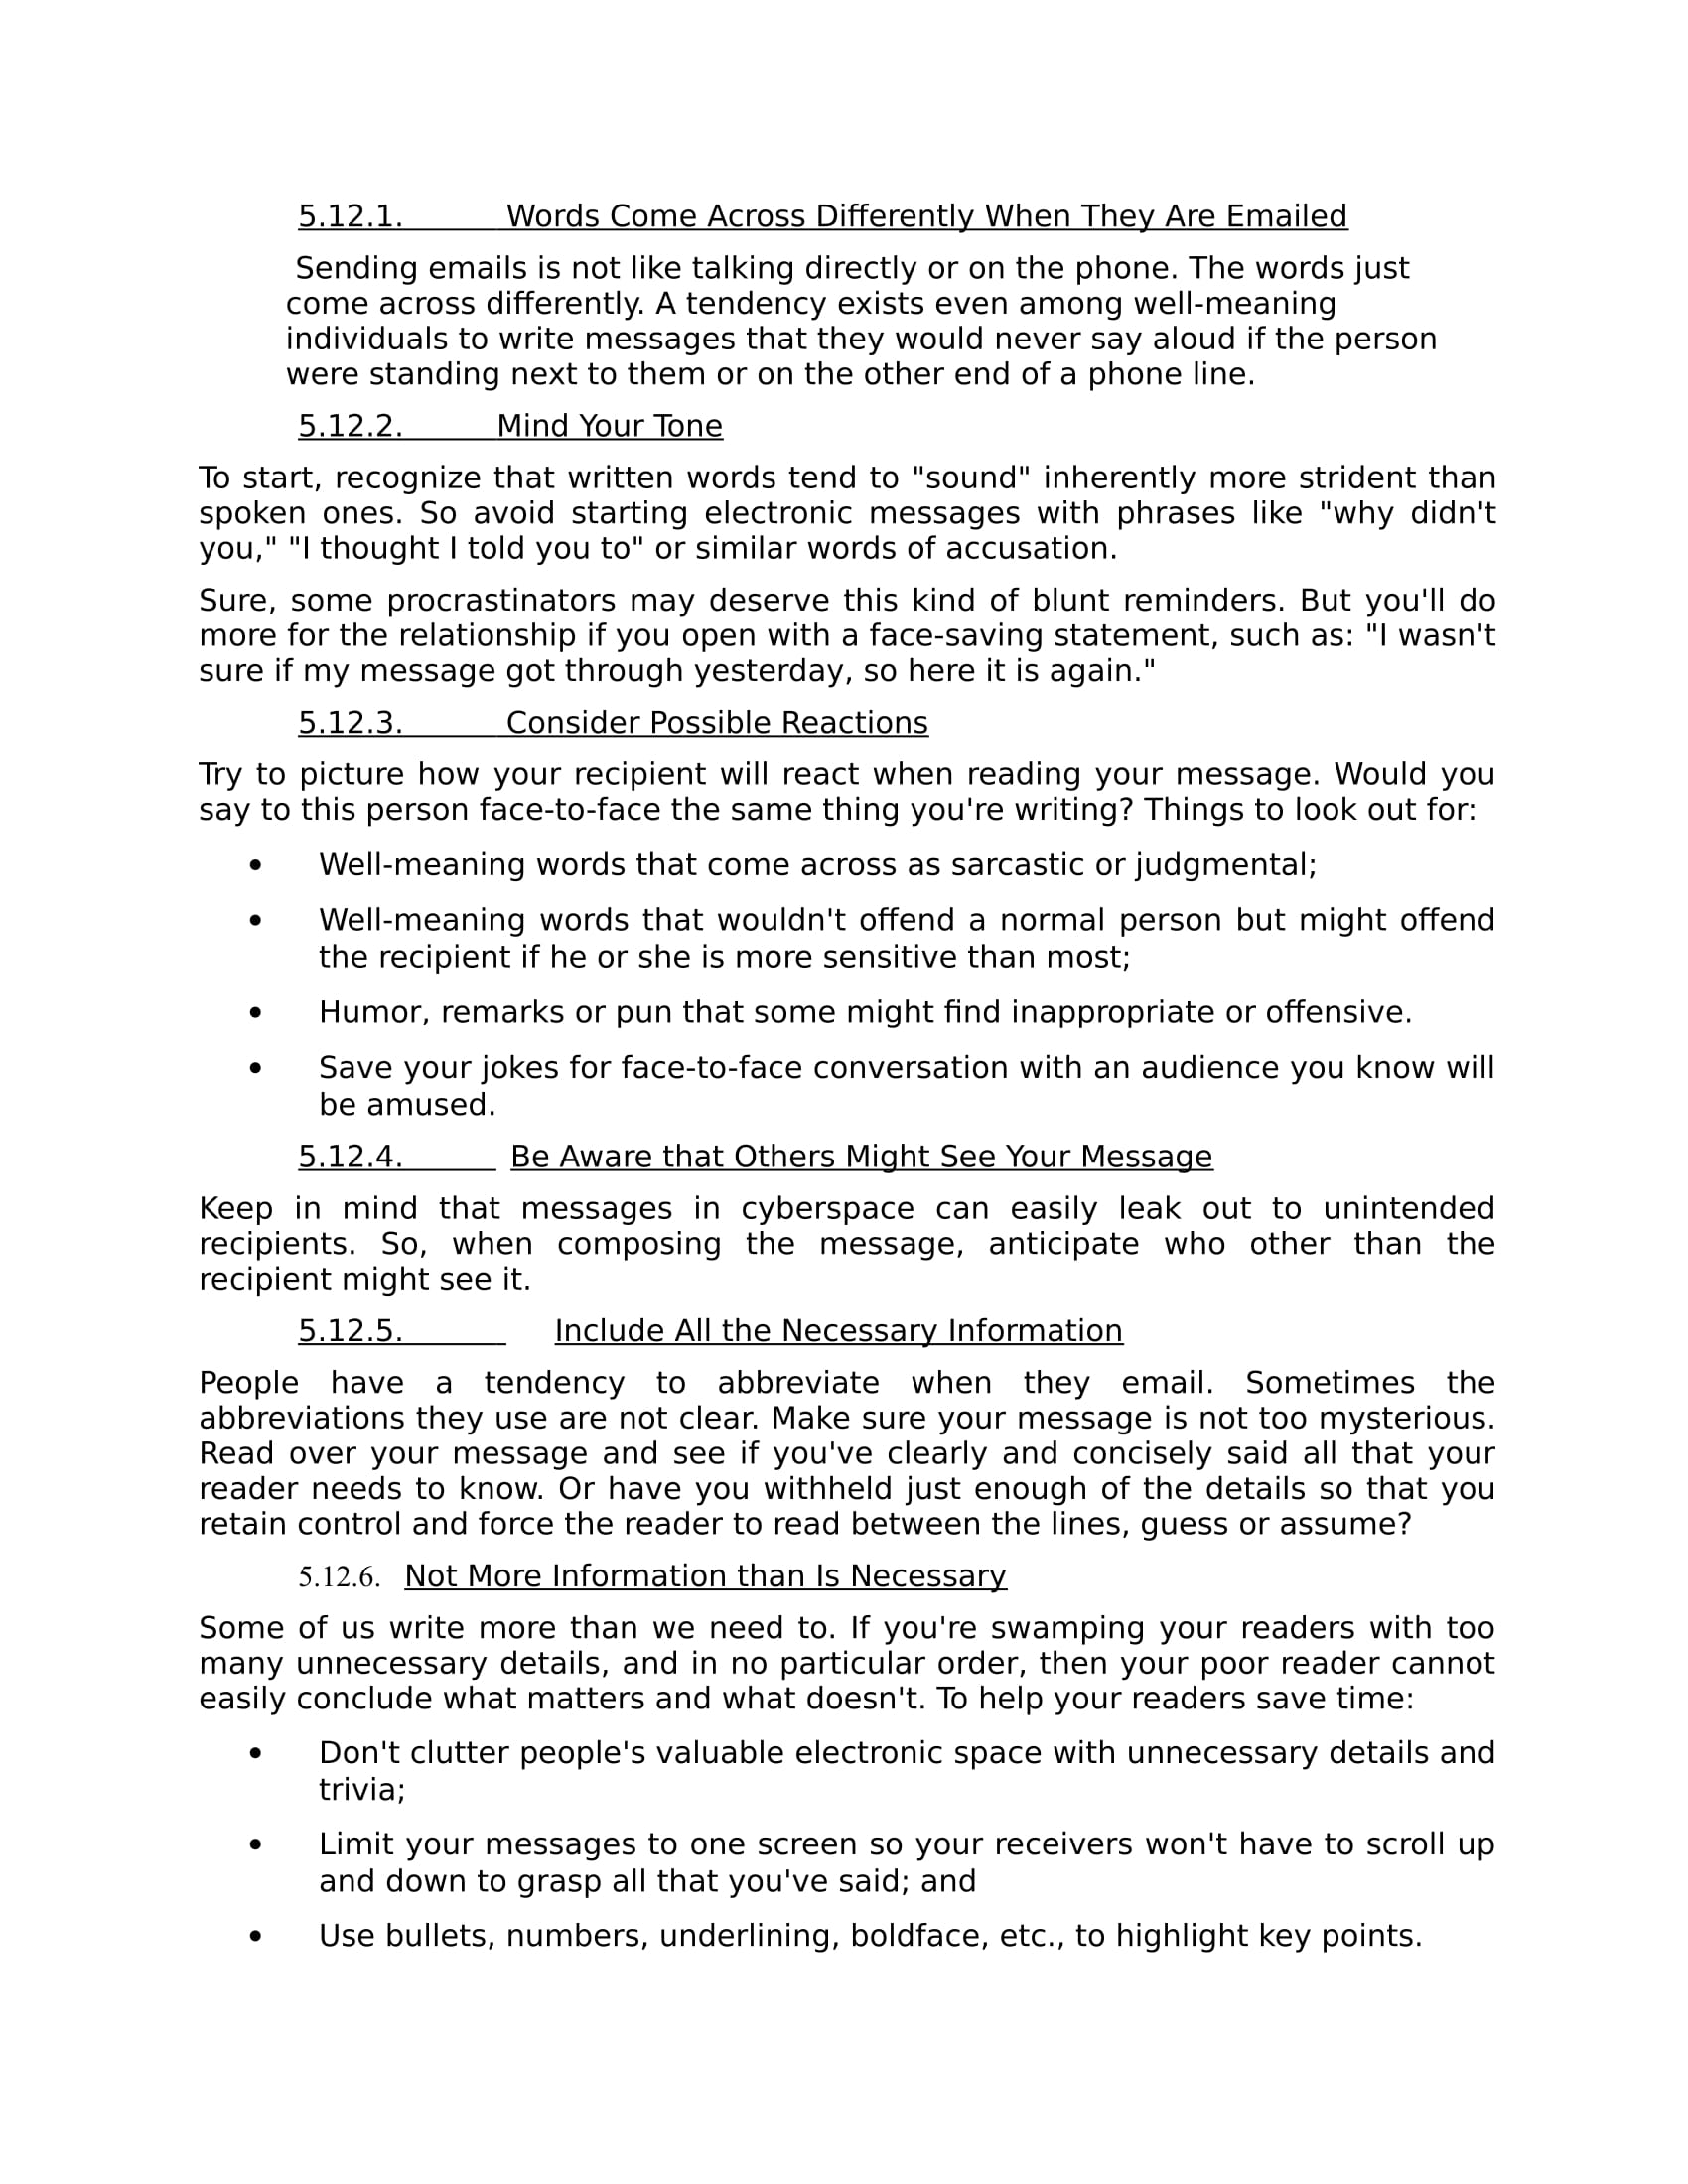 5.12.1. Words Come Across Differently When They Are Emailed
Sending emails is not like talking directly or on the phone. The words just
come across differently. A tendency exists even among well-meaning
individuals to write messages that they would never say aloud if the person
were standing next to them or on the other end of a phone line.
5.12.2. Mind Your Tone
To start, recognize that written words tend to "sound" inherently more strident than
spoken ones. So avoid starting electronic messages with phrases like "why didn't
you," "I thought I told you to" or similar words of accusation.
Sure, some procrastinators may deserve this kind of blunt reminders. But you'll do
more for the relationship if you open with a face-saving statement, such as: "I wasn't
sure if my message got through yesterday, so here it is again."
5.12.3. Consider Possible Reactions
Try to picture how your recipient will react when reading your message. Would you
say to this person face-to-face the same thing you're writing? Things to look out for:
• Well-meaning words that come across as sarcastic or judgmental;
• Well-meaning words that wouldn't offend a normal person but might offend
the recipient if he or she is more sensitive than most;
• Humor, remarks or pun that some might find inappropriate or offensive.
• Save your jokes for face-to-face conversation with an audience you know will
be amused.
5.12.4. Be Aware that Others Might See Your Message
Keep in mind that messages in cyberspace can easily leak out to unintended
recipients. So, when composing the message, anticipate who other than the
recipient might see it.
5.12.5. Include All the Necessary Information
People have a tendency to abbreviate when they email. Sometimes the
abbreviations they use are not clear. Make sure your message is not too mysterious.
Read over your message and see if you've clearly and concisely said all that your
reader needs to know. Or have you withheld just enough of the details so that you
retain control and force the reader to read between the lines, guess or assume?
5.12.6. Not More Information than Is Necessary
Some of us write more than we need to. If you're swamping your readers with too
many unnecessary details, and in no particular order, then your poor reader cannot
easily conclude what matters and what doesn't. To help your readers save time:
• Don't clutter people's valuable electronic space with unnecessary details and
trivia;
• Limit your messages to one screen so your receivers won't have to scroll up
and down to grasp all that you've said; and
• Use bullets, numbers, underlining, boldface, etc., to highlight key points.